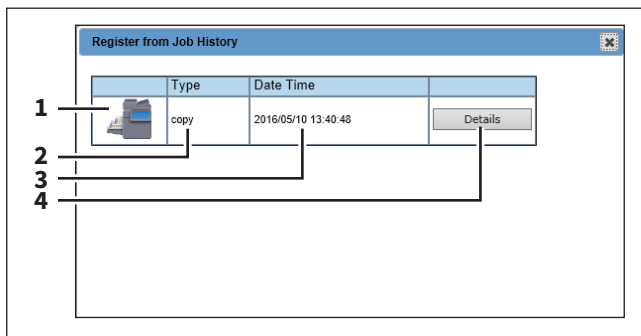 Register from Job History
Type Date Time
1 copy 2016/05/10 13:40:48 Details
2
3
4